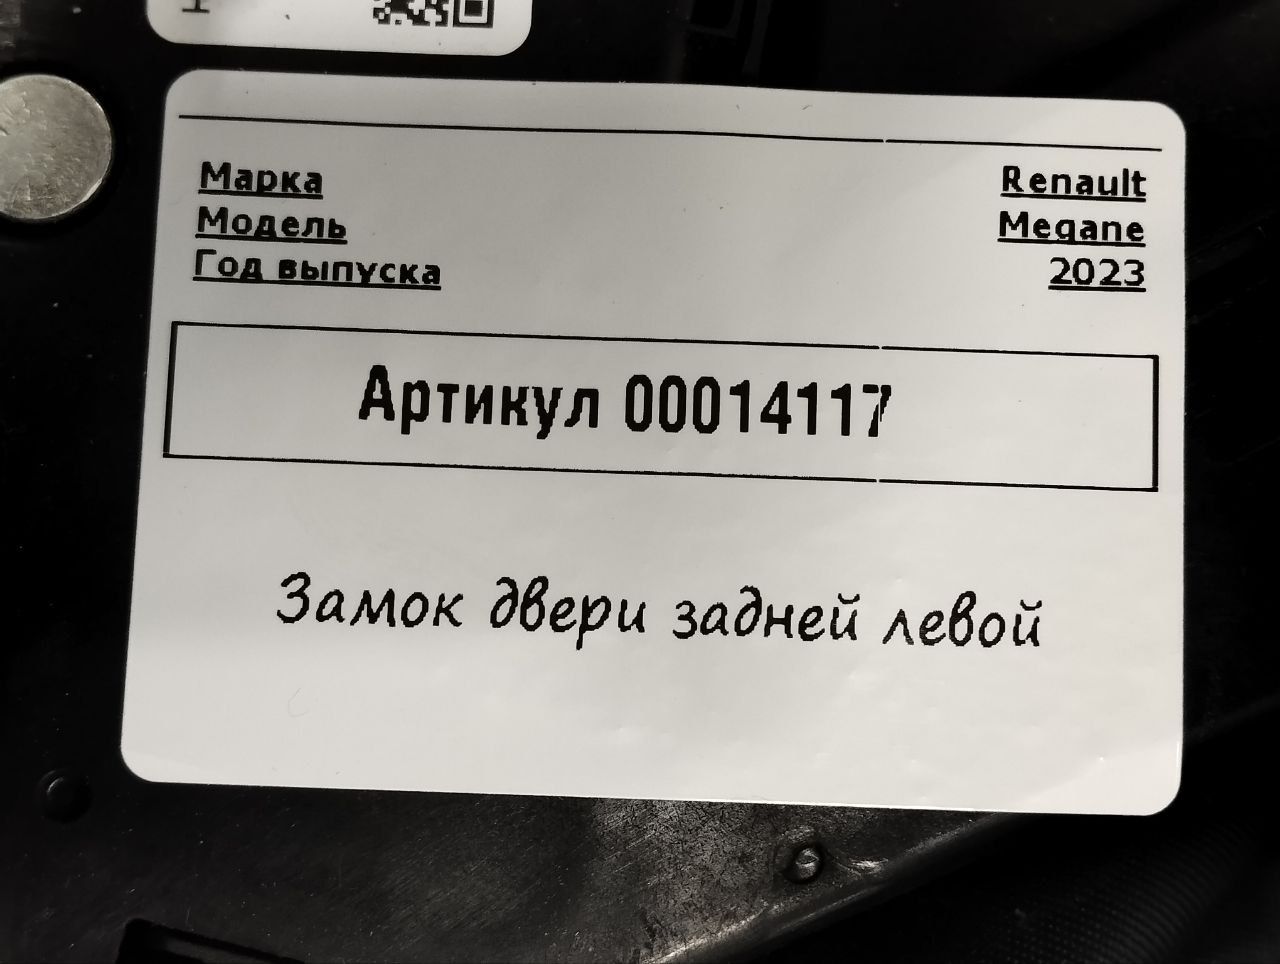 Марка Renault
Модель Megane
Год выпуска 2023
Артикул 00014117
Замок двери задней левой